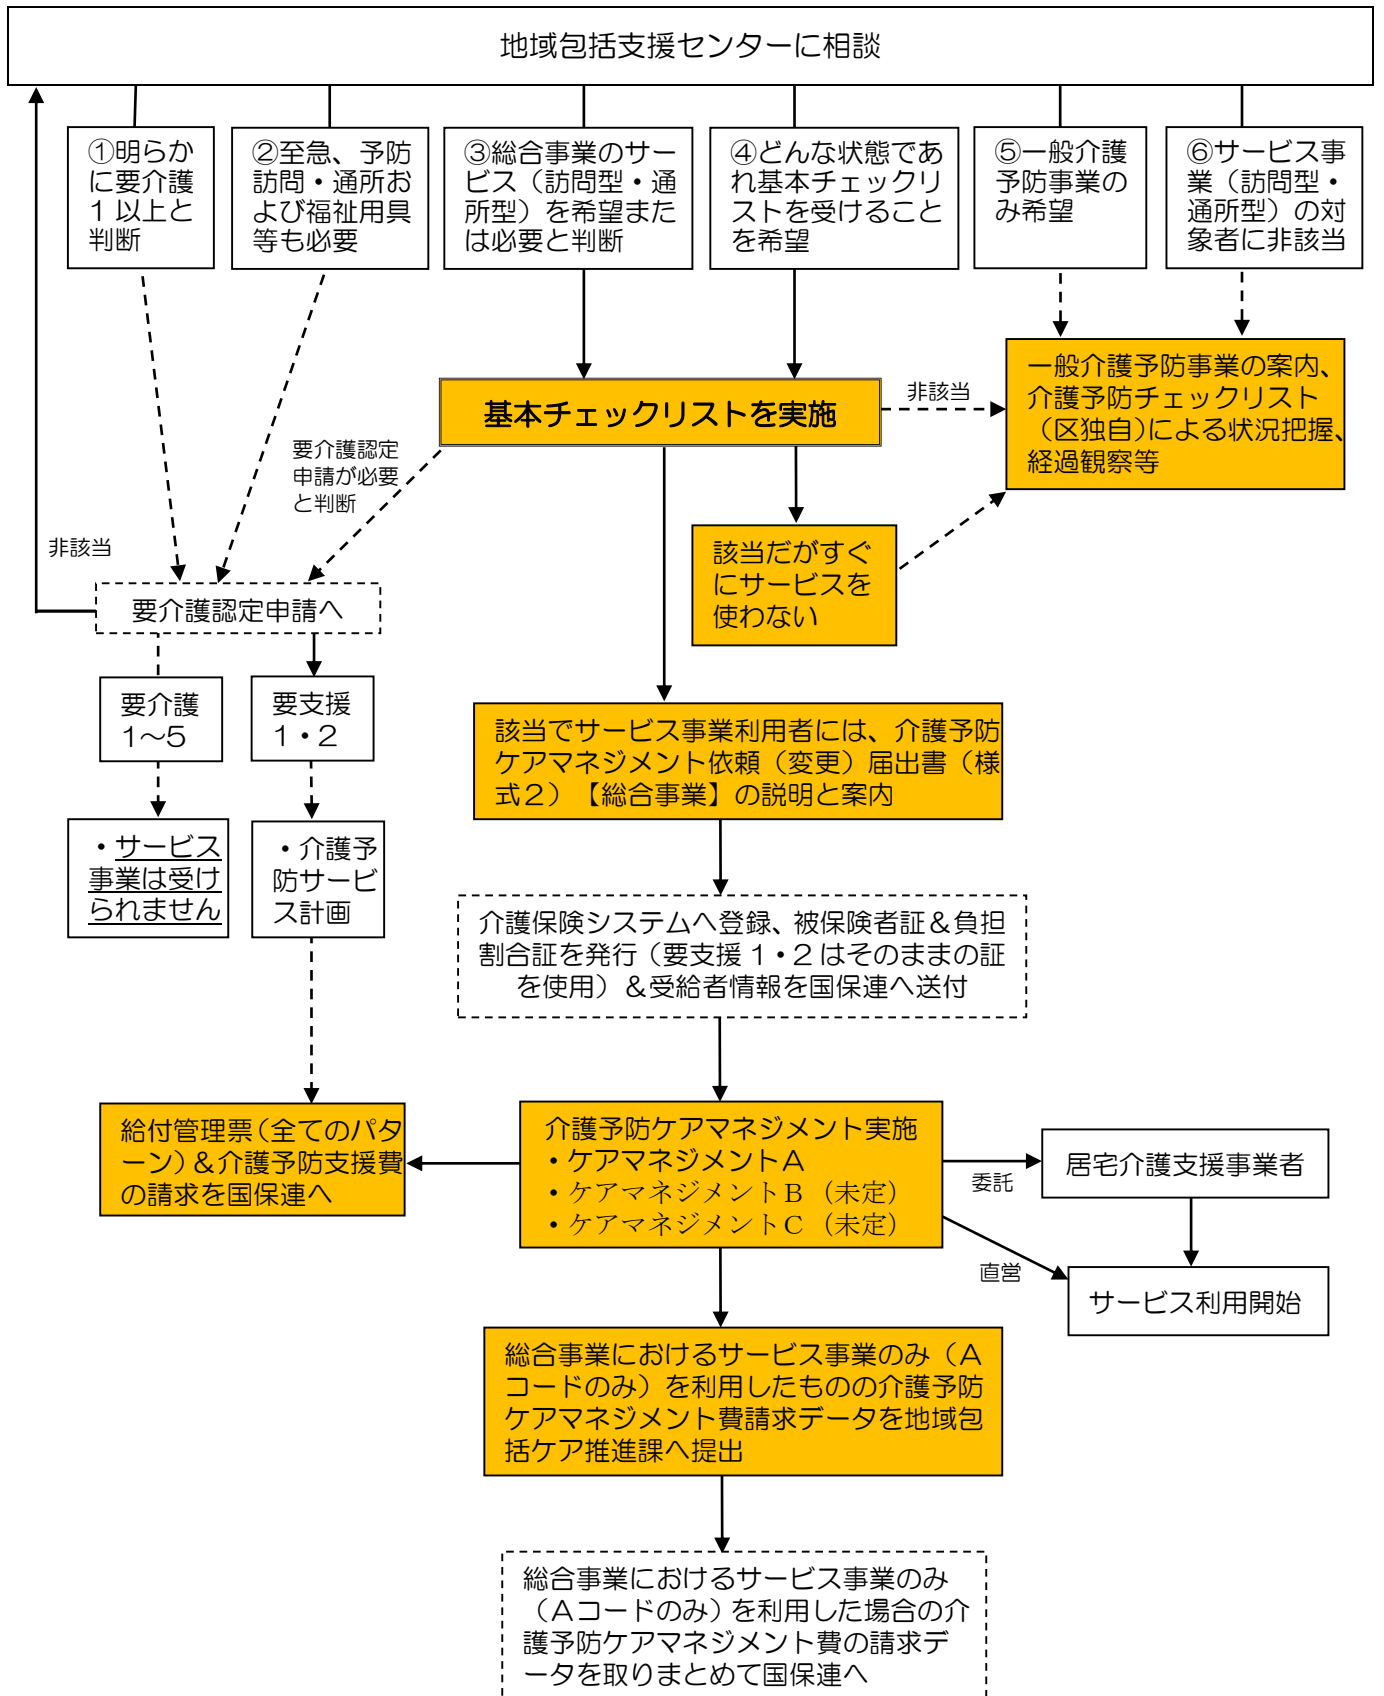 地域包括支援センターに相談
①明らか
に要介護
1 以上と
判断
②至急、予防
訪問・通所お
よび福祉用具
等も必要
③総合事業のサー
ビス（訪問型・通
所型）を希望また
は必要と判断
④どんな状態であ
れ基本チェックリ
ストを受けること
を希望
⑤一般介護
予防事業の
み希望
⑥サービス事
業（訪問型・
通所型）の対
象者に非該当
基本チェックリストを実施
非該当
一般介護予防事業の案内、
介護予防チェックリスト
（区独自）による状況把握、
経過観察等
要介護認定
申請が必要
と判断
非該当
該当だがすぐ
にサービスを
使わない
要介護認定申請へ
要介護
1～5
要支援
1・2
該当でサービス事業利用者には、介護予防
ケアマネジメント依頼（変更）届出書（様
式２）【総合事業】の説明と案内
・サービス
事業は受け
られません
・介護予
防サービ
ス計画
介護保険システムへ登録、被保険者証＆負担
割合証を発行（要支援 1・2 はそのままの証
を使用）＆受給者情報を国保連へ送付
給付管理票（全てのパタ
ーン）＆介護予防支援費
の請求を国保連へ
介護予防ケアマネジメント実施
・ケアマネジメントＡ
・ケアマネジメントＢ（未定）
・ケアマネジメントＣ（未定）
委託
居宅介護支援事業者
直営
サービス利用開始
総合事業におけるサービス事業のみ（Ａ
コードのみ）を利用したものの介護予防
ケアマネジメント費請求データを地域包
括ケア推進課へ提出
総合事業におけるサービス事業のみ
（Ａコードのみ）を利用した場合の介
護予防ケアマネジメント費の請求デ
ータを取りまとめて国保連へ